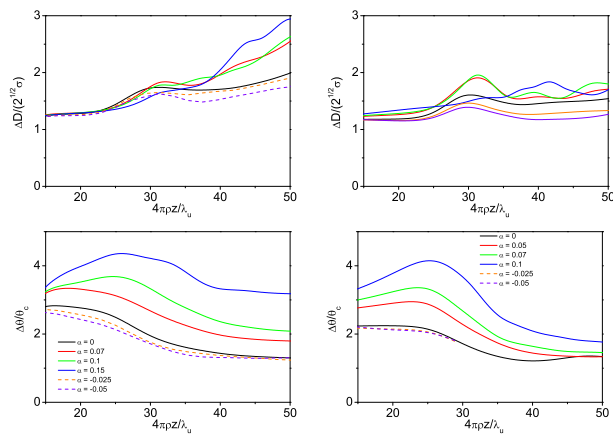 3
2
1
0
ΔD/(2^1/2σ)
20
30
40
50
4πρz/λ_u
3
2
1
0
ΔD/(2^1/2σ)
20
30
40
50
4πρz/λ_u
4
2
0
Δθ/θ_c
α = 0
α = 0.07
α = 0.1
α = 0.15
α = -0.025
α = -0.05
20
30
40
50
4πρz/λ_u
4
2
0
Δθ/θ_c
α = 0
α = 0.05
α = 0.07
α = 0.1
α = -0.025
α = -0.05
20
30
40
50
4πρz/λ_u